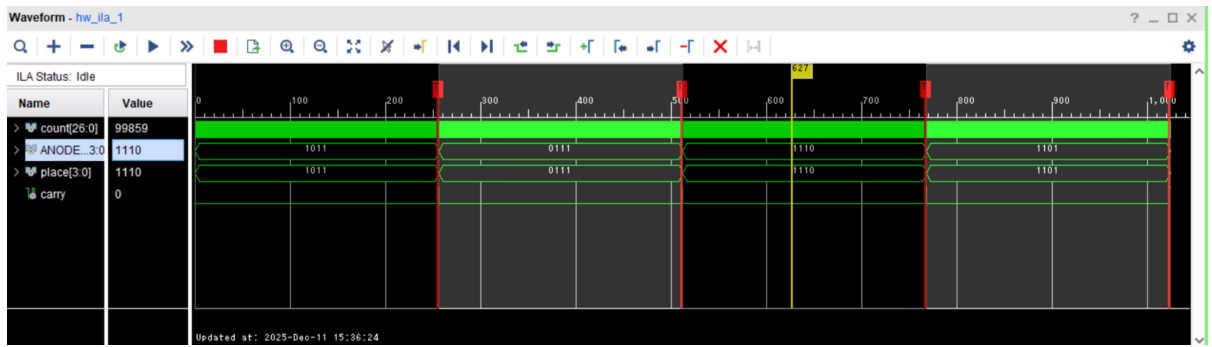 Waveform - hw_ila_1
ILA Status: Idle
Name Value
627
0 100 200 300 400 500 600 700 800 900 1,000
count[26:0] 99859
ANODE...3:0 1110 1011 0111 1110 1101
place[3:0] 1110 1011 0111 1110 1101
carry 0
Updated at: 2025-Dec-11 15:36:24